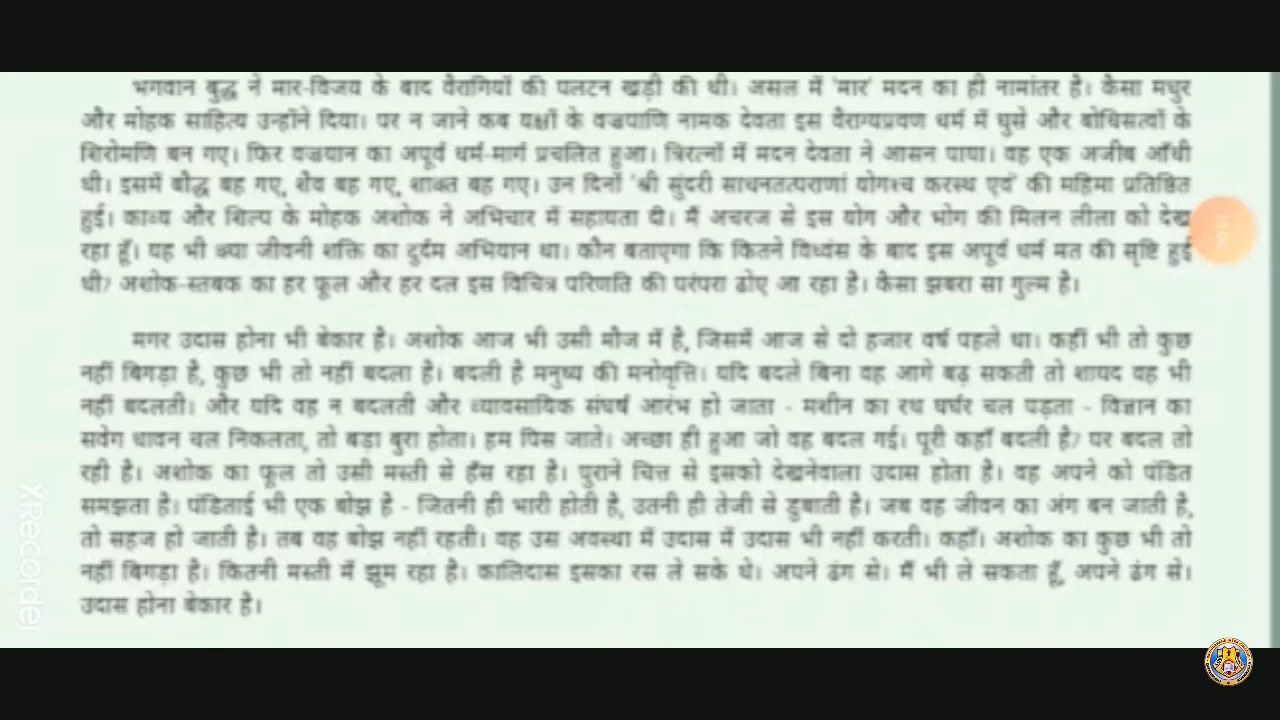 भगवान बुद्ध ने मार-विजय के बाद वैरागियों की पलटन खड़ी की थी। असल में 'मार' मदन का ही नामांतर है। कैसा मधुर
और मोहक साहित्य उन्होंने दिया। पर न जाने कब यक्षों के वज्रपाणि नामक देवता इस वैराग्यप्रवण धर्म में घुसे और बोधिसत्वों के
शिरोमणि बन गए। फिर वज्रयान का अपूर्व धर्म-मार्ग प्रचलित हुआ। त्रिरत्नों में मदन देवता ने आसन पाया। वह एक अजीब आँधी
थी। इसमें बौद्ध बह गए, शैव बह गए, शाक्त बह गए। उन दिनों 'श्री सुंदरी साधनतत्पराणां योगश्च करस्थ एव' की महिमा प्रतिष्ठित
हुई। काव्य और शिल्प के मोहक अशोक ने अभिचार में सहायता दी। मैं अचरज से इस योग और भोग की मिलन लीला को देख
रहा हूँ। यह भी क्या जीवनी शक्ति का दुर्दम अभियान था। कौन बताएगा कि कितने विध्वंस के बाद इस अपूर्व धर्म मत की सृष्टि हुई
थी? अशोक-स्तबक का हर फूल और हर दल इस विचित्र परिणति की परंपरा ढोए आ रहा है। कैसा झबरा सा गुल्म है।
मगर उदास होना भी बेकार है। अशोक आज भी उसी मौज में है, जिसमें आज से दो हजार वर्ष पहले था। कहीं भी तो कुछ
नहीं बिगड़ा है, कुछ भी तो नहीं बदला है। बदली है मनुष्य की मनोवृत्ति। यदि बदले बिना वह आगे बढ़ सकती तो शायद वह भी
नहीं बदलती। और यदि वह न बदलती और व्यावसायिक संघर्ष आरंभ हो जाता - मशीन का रथ घर्घर चल पड़ता - विज्ञान का
सवेग धावन चल निकलता, तो बड़ा बुरा होता। हम पिस जाते। अच्छा ही हुआ जो वह बदल गई। पूरी कहाँ बदली है? पर बदल तो
रही है। अशोक का फूल तो उसी मस्ती से हँस रहा है। पुराने चित्त से इसको देखनेवाला उदास होता है। वह अपने को पंडित
समझता है। पंडिताई भी एक बोझ है - जितनी ही भारी होती है, उतनी ही तेजी से डुबाती है। जब वह जीवन का अंग बन जाती है,
तो सहज हो जाती है। तब वह बोझ नहीं रहती। वह उस अवस्था में उदास में उदास भी नहीं करती। कहाँ। अशोक का कुछ भी तो
नहीं बिगड़ा है। कितनी मस्ती में झूम रहा है। कालिदास इसका रस ले सके थे। अपने ढंग से। मैं भी ले सकता हूँ, अपने ढंग से।
उदास होना बेकार है।
XRecorder